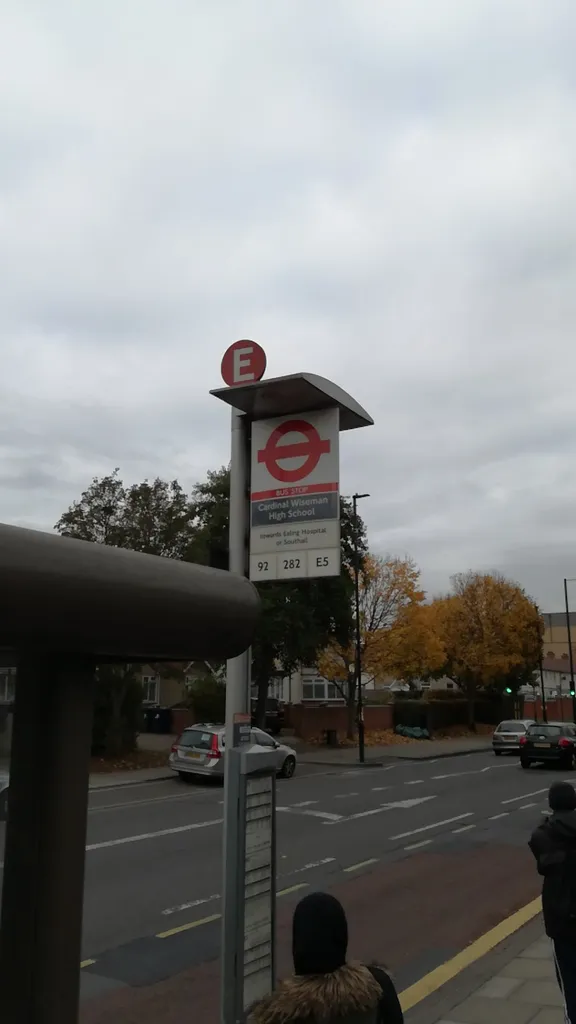 E
BUS STOP
Cardinal Wiseman
High School
towards Ealing Hospital
or Southall
92 282 E5